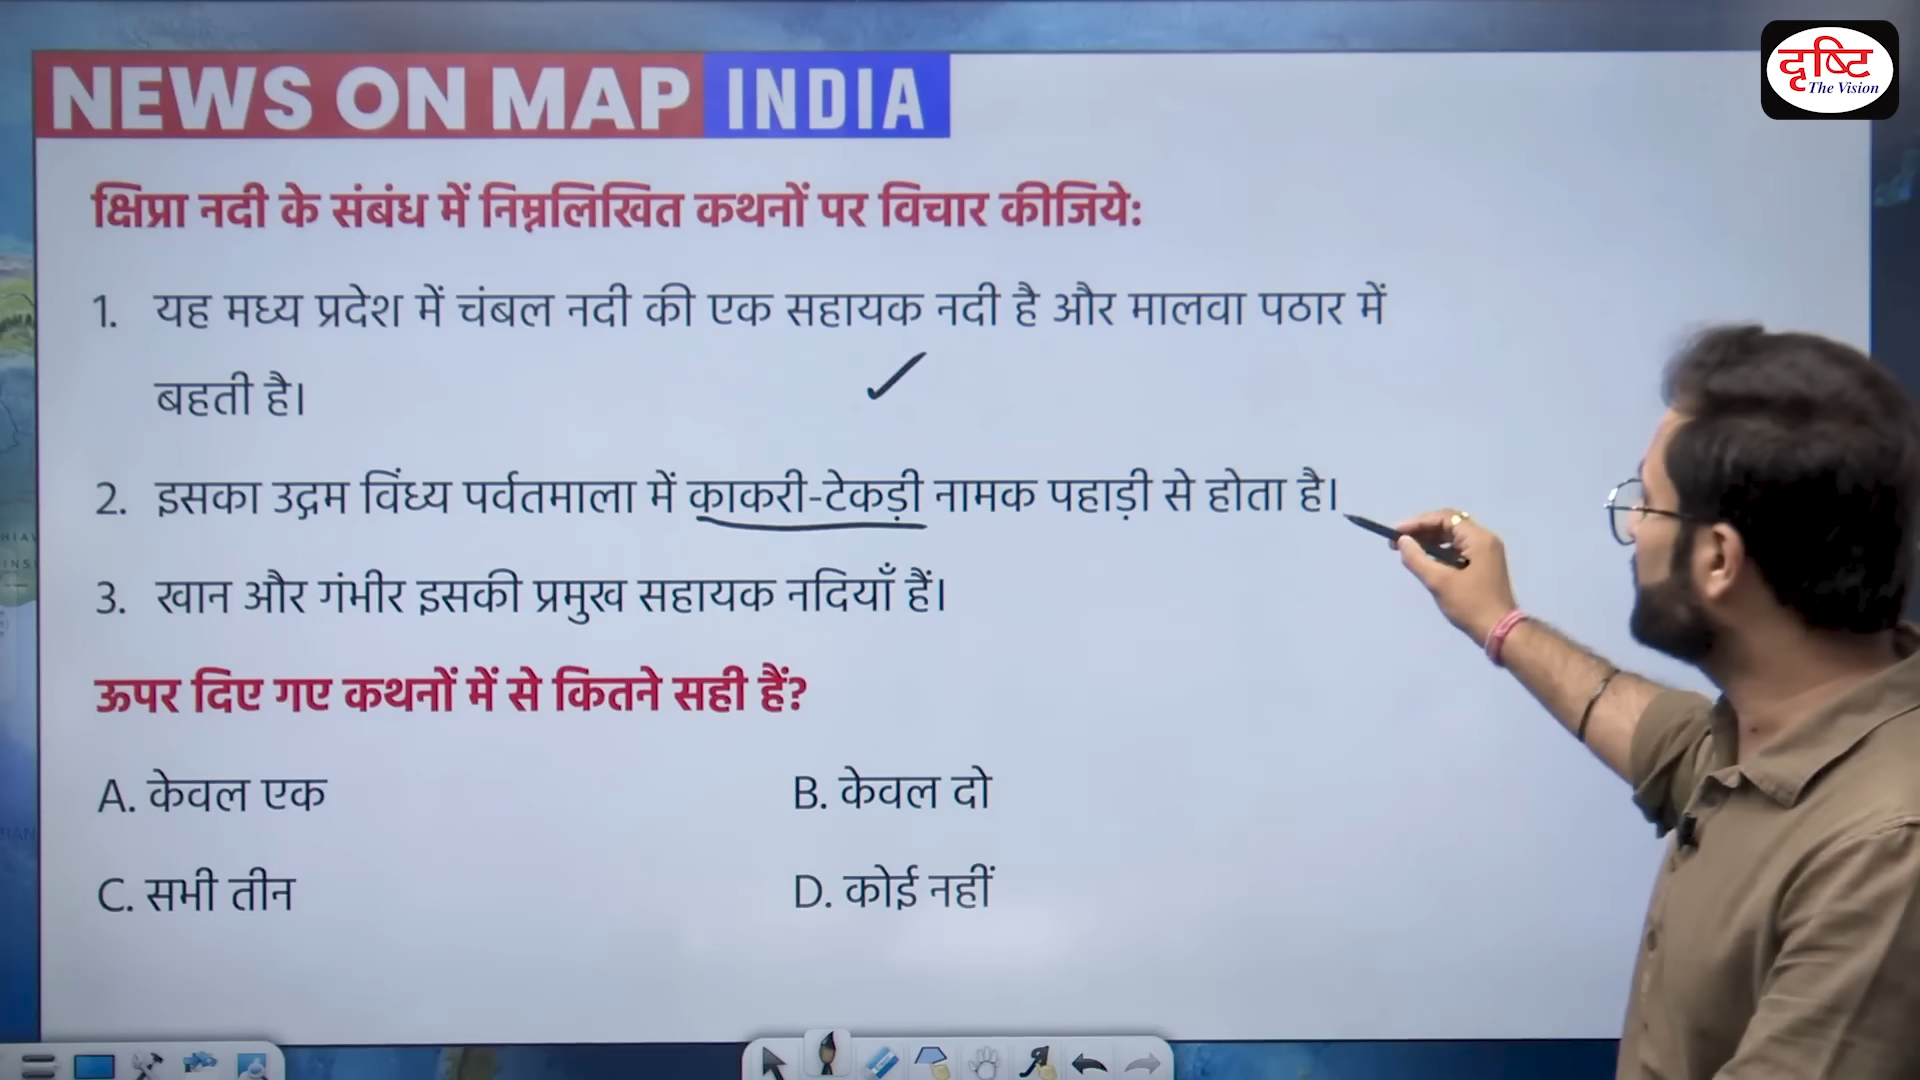 NEWS ON MAP INDIA
दृष्टि
The Vision
क्षिप्रा नदी के संबंध में निम्नलिखित कथनों पर विचार कीजिये:
1. यह मध्य प्रदेश में चंबल नदी की एक सहायक नदी है और मालवा पठार में
बहती है।
2. इसका उद्गम विंध्य पर्वतमाला में काकरी-टेकड़ी नामक पहाड़ी से होता है।
3. खान और गंभीर इसकी प्रमुख सहायक नदियाँ हैं।
ऊपर दिए गए कथनों में से कितने सही हैं?
A. केवल एक
B. केवल दो
C. सभी तीन
D. कोई नहीं